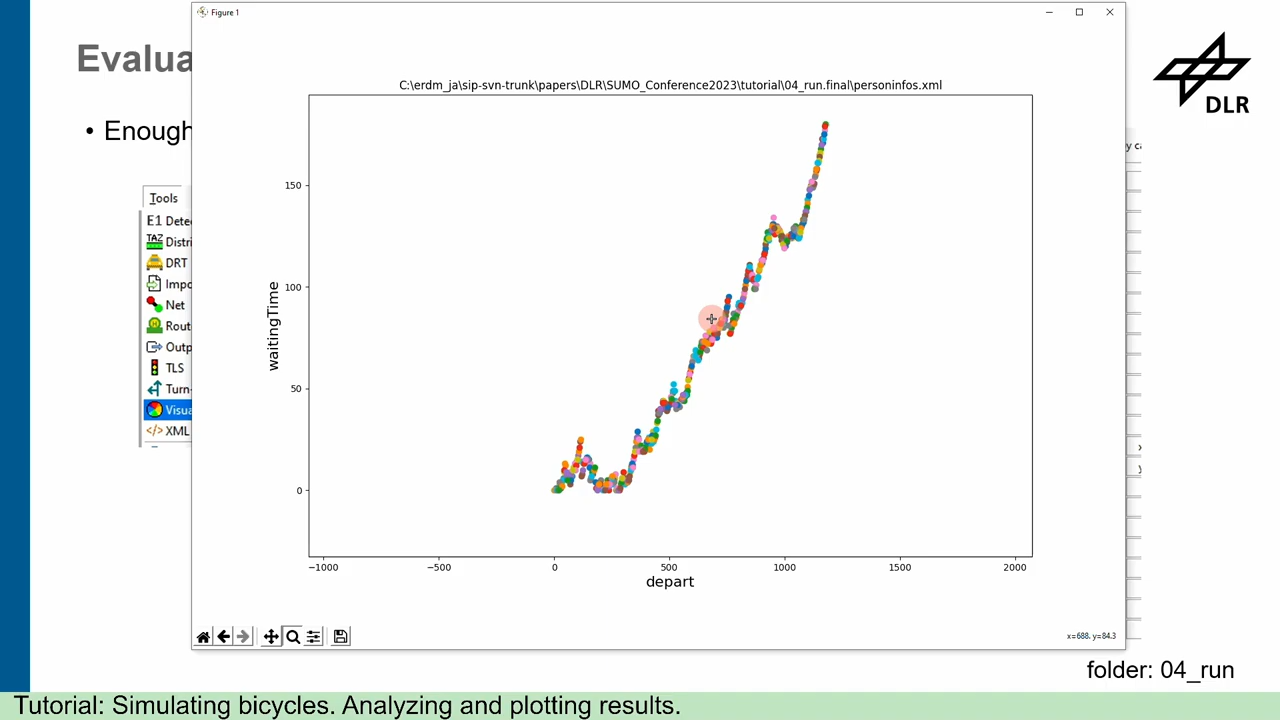 Figure 1
Evalua
DLR
• Enough
C:\erdm_ja\sip-svn-trunk\papers\DLR\SUMO_Conference2023\tutorial\04_run.final\personinfos.xml
Tools
E1 Dete
TAZ Distri
DRT
Impo
Net
Rout
Outp
TLS
Turn-
Visua
</> XML
waitingTime
150
100
50
0
−1000
−500
0
500
1000
1500
2000
depart
x=688. y=84.3
folder: 04_run
Tutorial: Simulating bicycles. Analyzing and plotting results.